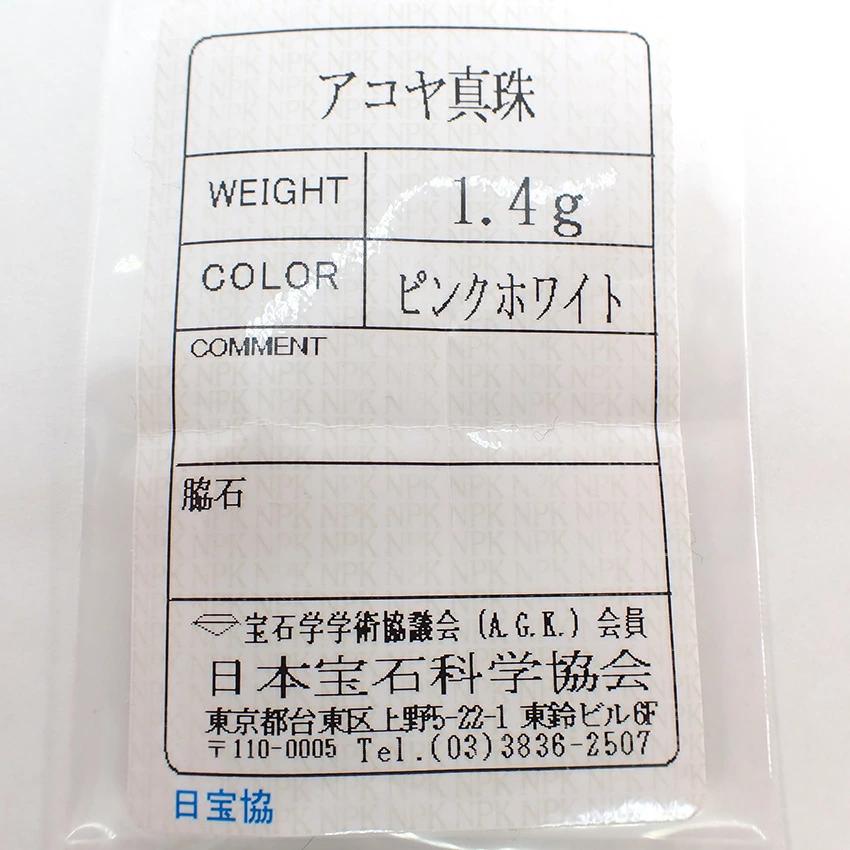 アコヤ真珠
WEIGHT 1.4g
COLOR ピンクホワイト
COMMENT
脇石
宝石学学術協議会(A.G.K.)会員
日本宝石科学協会
東京都台東区上野5-22-1 東鈴ビル6F
〒110-0005 Tel.(03)3836-2507
日宝協
NPK